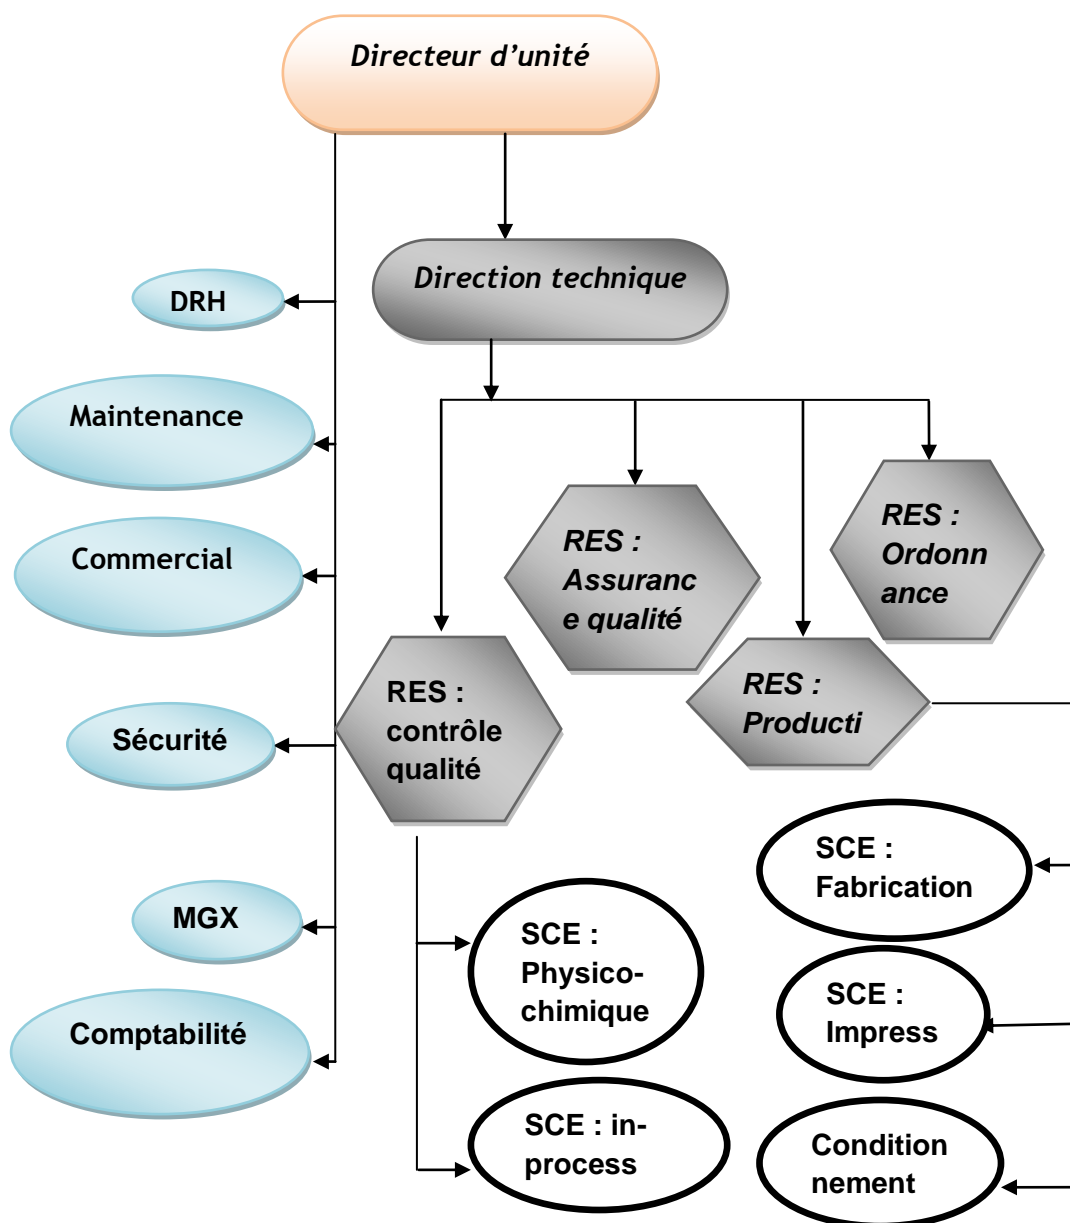 Directeur d’unité
Direction technique
DRH
Maintenance
Commercial
Sécurité
MGX
Comptabilité
RES :
contrôle
qualité
RES :
Assuranc
e qualité
RES :
Producti
RES :
Ordonn
ance
SCE :
Physico-
chimique
SCE : in-
process
SCE :
Fabrication
SCE :
Impress
Condition
nement